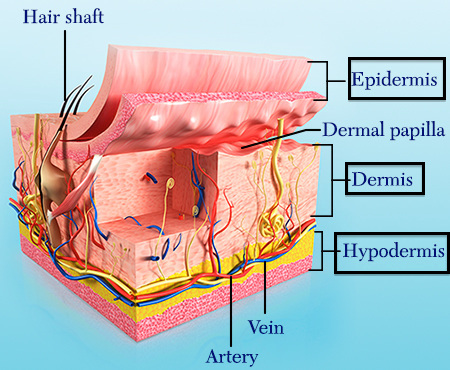 Hair shaft
Epidermis
Dermal papilla
Dermis
Hypodermis
Vein
Artery